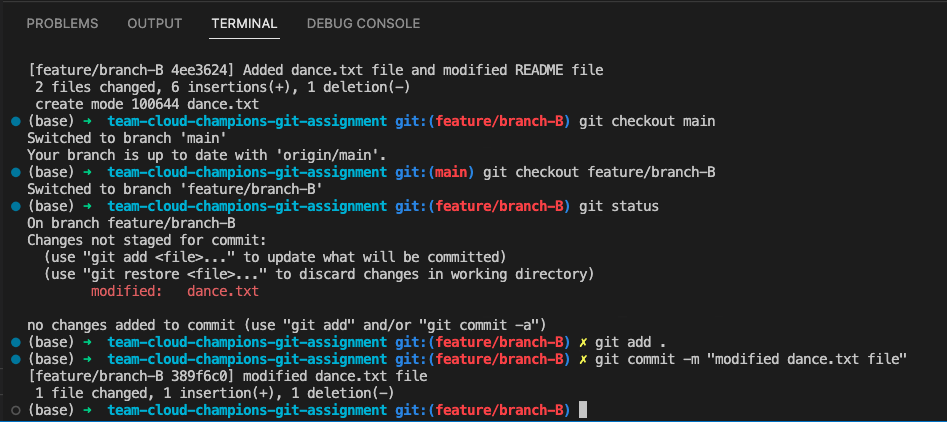 PROBLEMS OUTPUT TERMINAL DEBUG CONSOLE
[feature/branch-B 4ee3624] Added dance.txt file and modified README file
 2 files changed, 6 insertions(+), 1 deletion(-)
 create mode 100644 dance.txt
(base) ➜  team-cloud-champions-git-assignment git:(feature/branch-B) git checkout main
Switched to branch 'main'
Your branch is up to date with 'origin/main'.
(base) ➜  team-cloud-champions-git-assignment git:(main) git checkout feature/branch-B
Switched to branch 'feature/branch-B'
(base) ➜  team-cloud-champions-git-assignment git:(feature/branch-B) git status
On branch feature/branch-B
Changes not staged for commit:
  (use "git add <file>..." to update what will be committed)
  (use "git restore <file>..." to discard changes in working directory)
        modified:   dance.txt
no changes added to commit (use "git add" and/or "git commit -a")
(base) ➜  team-cloud-champions-git-assignment git:(feature/branch-B) ✗ git add .
(base) ➜  team-cloud-champions-git-assignment git:(feature/branch-B) ✗ git commit -m "modified dance.txt file"
[feature/branch-B 389f6c0] modified dance.txt file
 1 file changed, 1 insertion(+), 1 deletion(-)
(base) ➜  team-cloud-champions-git-assignment git:(feature/branch-B)